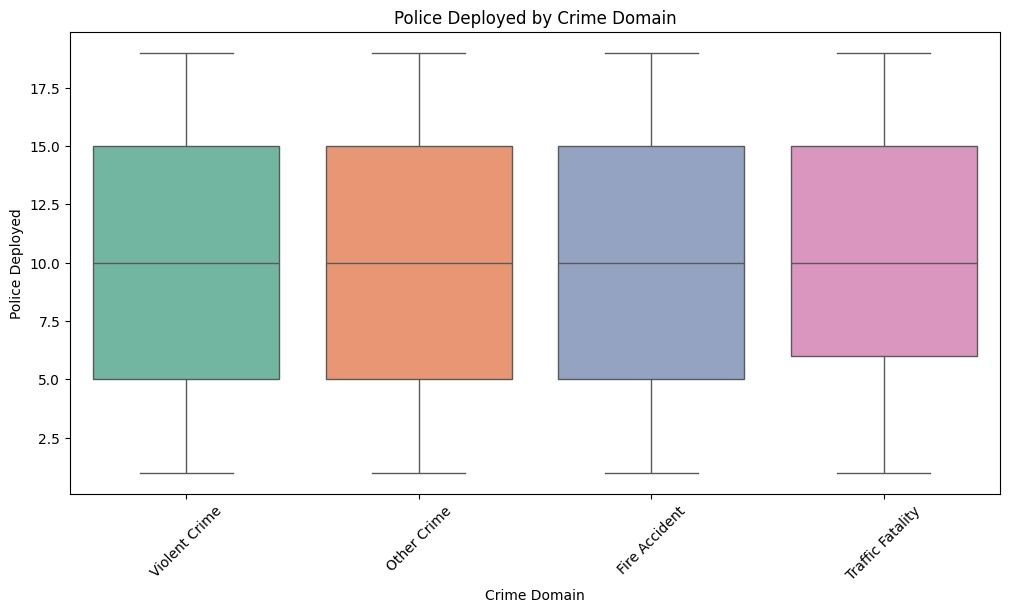 Police Deployed by Crime Domain
Police Deployed
17.5
15.0
12.5
10.0
7.5
5.0
2.5
Violent Crime
Other Crime
Fire Accident
Traffic Fatality
Crime Domain